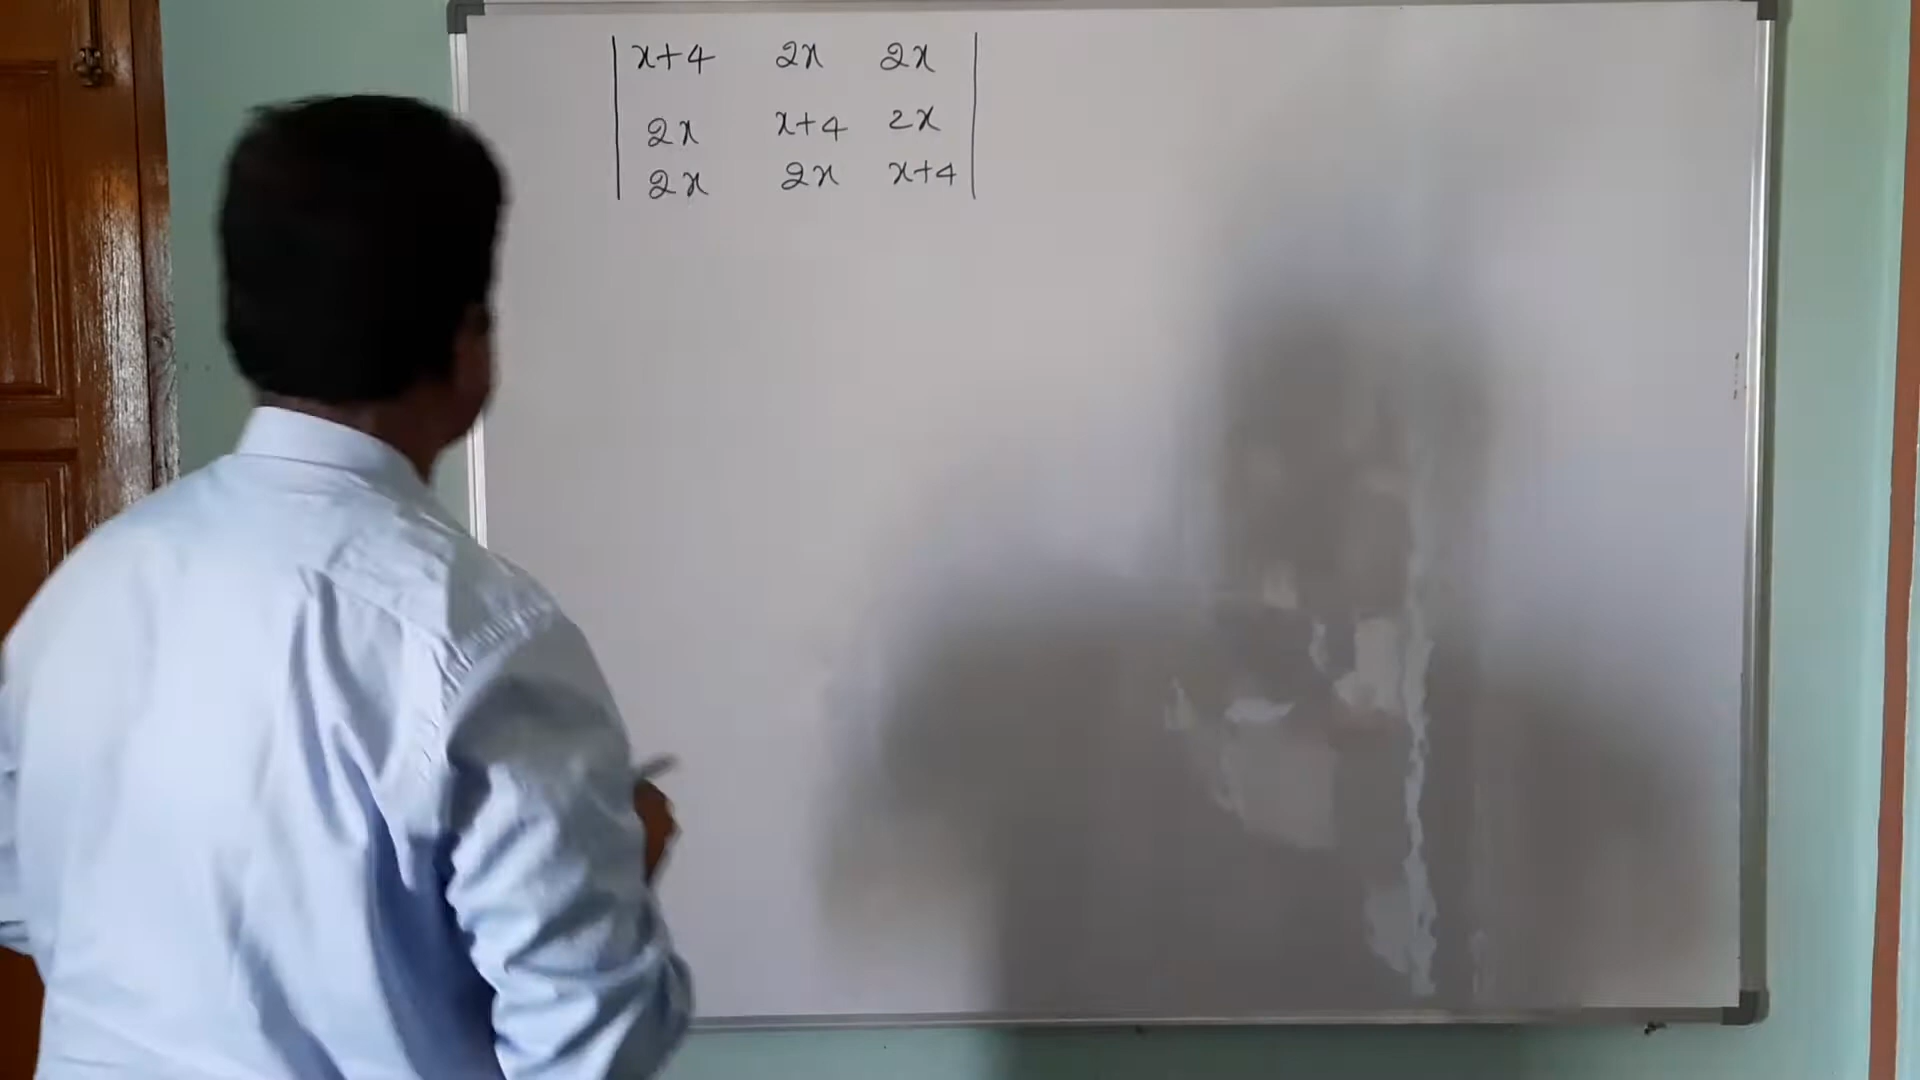 | x+4 2x 2x |
| 2x x+4 2x |
| 2x 2x x+4 |